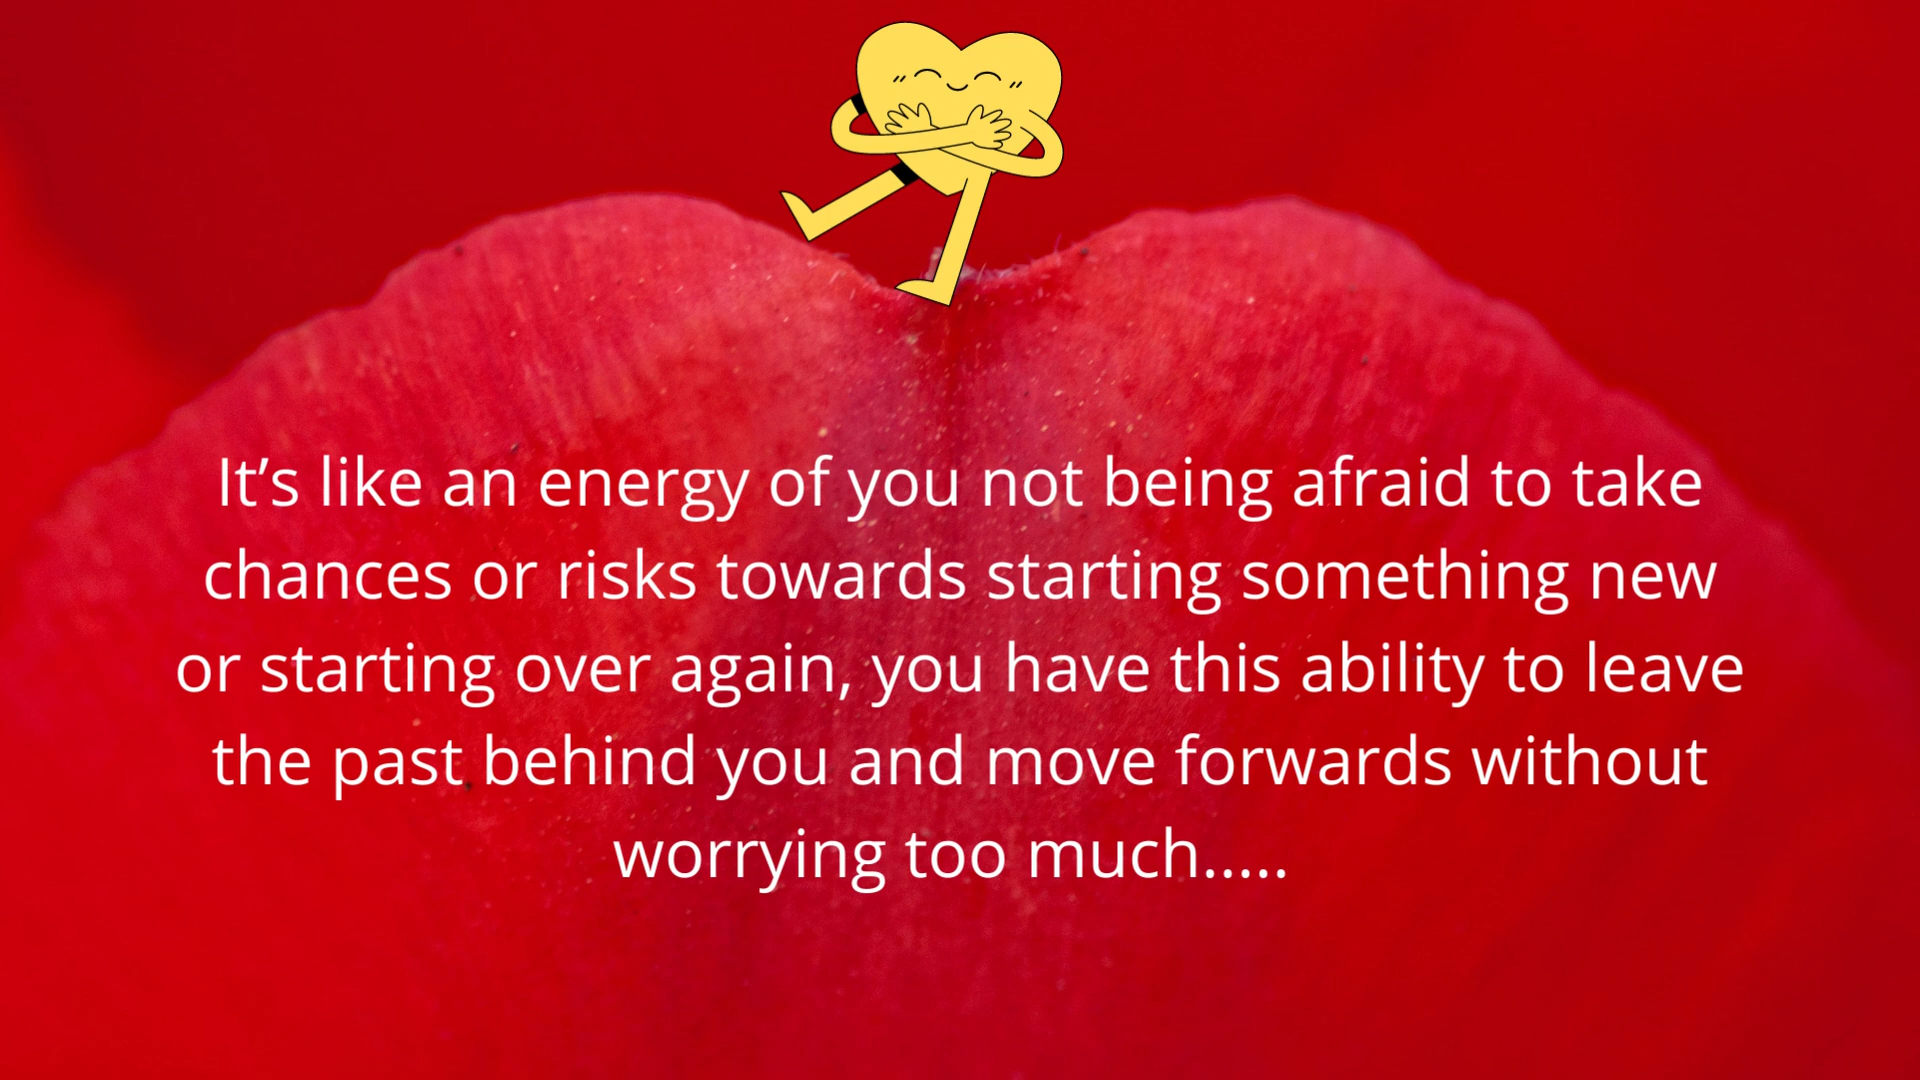 It’s like an energy of you not being afraid to take
chances or risks towards starting something new
or starting over again, you have this ability to leave
the past behind you and move forwards without
worrying too much.....